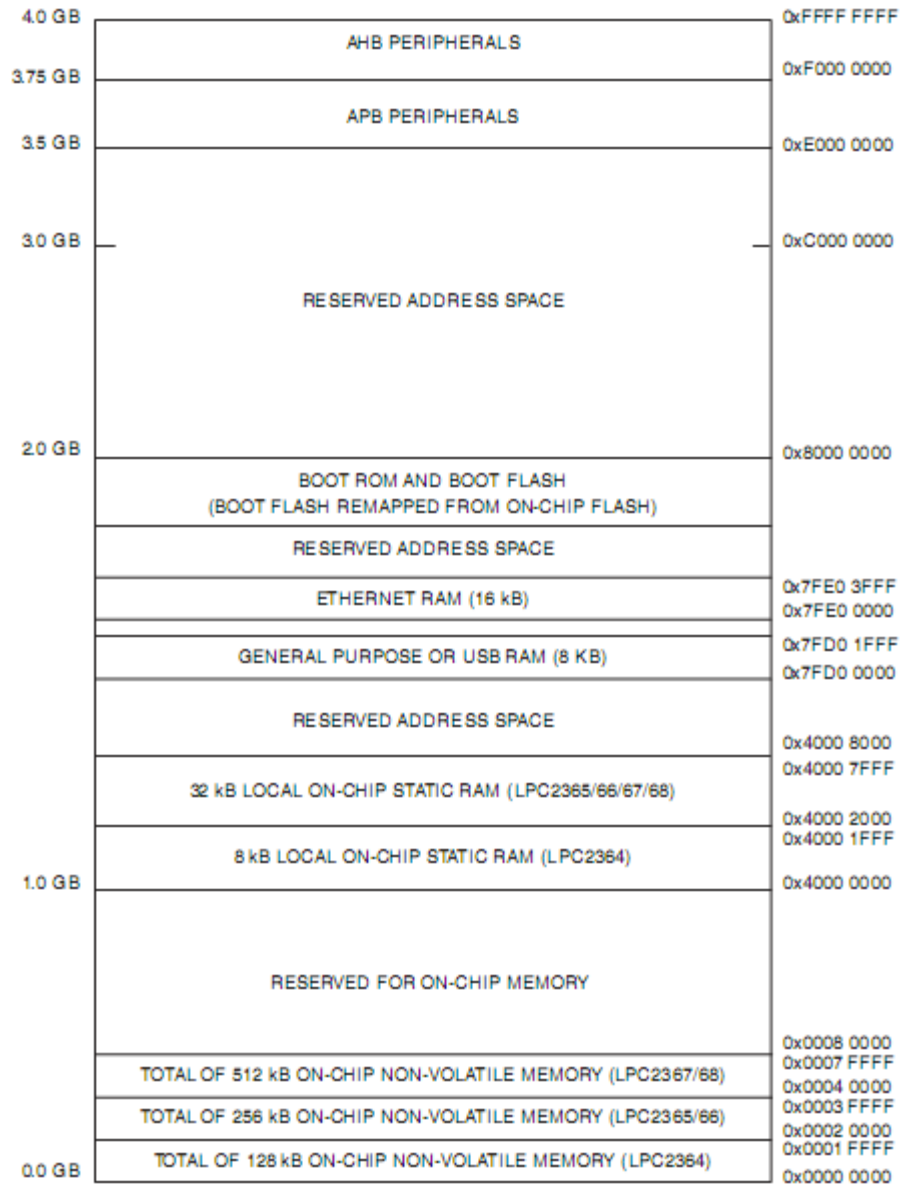 4.0 GB 0xFFFF FFFF
AHB PERIPHERALS
3.75 GB 0xF000 0000
APB PERIPHERALS
3.5 GB 0xE000 0000
3.0 GB 0xC000 0000
RESERVED ADDRESS SPACE
2.0 GB 0x8000 0000
BOOT ROM AND BOOT FLASH
(BOOT FLASH REMAPPED FROM ON-CHIP FLASH)
RESERVED ADDRESS SPACE
0x7FE0 3FFF
ETHERNET RAM (16 kB)
0x7FE0 0000
0x7FD0 1FFF
GENERAL PURPOSE OR USB RAM (8 KB)
0x7FD0 0000
RESERVED ADDRESS SPACE
0x4000 8000
0x4000 7FFF
32 kB LOCAL ON-CHIP STATIC RAM (LPC2365/66/67/68)
0x4000 2000
0x4000 1FFF
8 kB LOCAL ON-CHIP STATIC RAM (LPC2364)
1.0 GB 0x4000 0000
RESERVED FOR ON-CHIP MEMORY
0x0008 0000
0x0007 FFFF
TOTAL OF 512 kB ON-CHIP NON-VOLATILE MEMORY (LPC2367/68)
0x0004 0000
0x0003 FFFF
TOTAL OF 256 kB ON-CHIP NON-VOLATILE MEMORY (LPC2365/66)
0x0002 0000
0x0001 FFFF
TOTAL OF 128 kB ON-CHIP NON-VOLATILE MEMORY (LPC2364)
0.0 GB 0x0000 0000